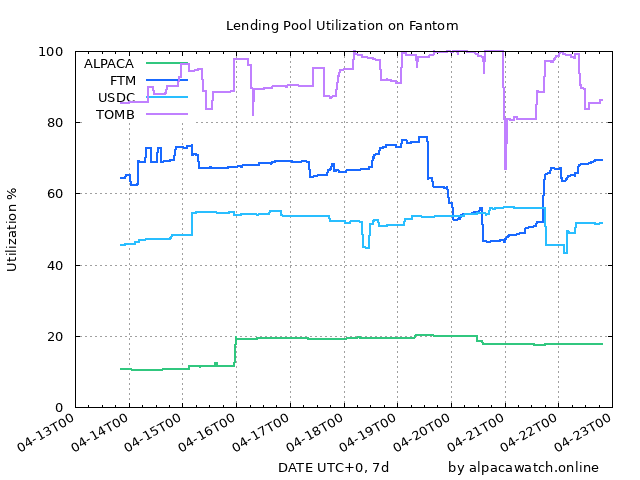 Lending Pool Utilization on Fantom
Utilization %
100
80
60
40
20
0
ALPACA
FTM
USDC
TOMB
04-13T00
04-14T00
04-15T00
04-16T00
04-17T00
04-18T00
04-19T00
04-20T00
04-21T00
04-22T00
04-23T00
DATE UTC+0, 7d
by alpacawatch.online